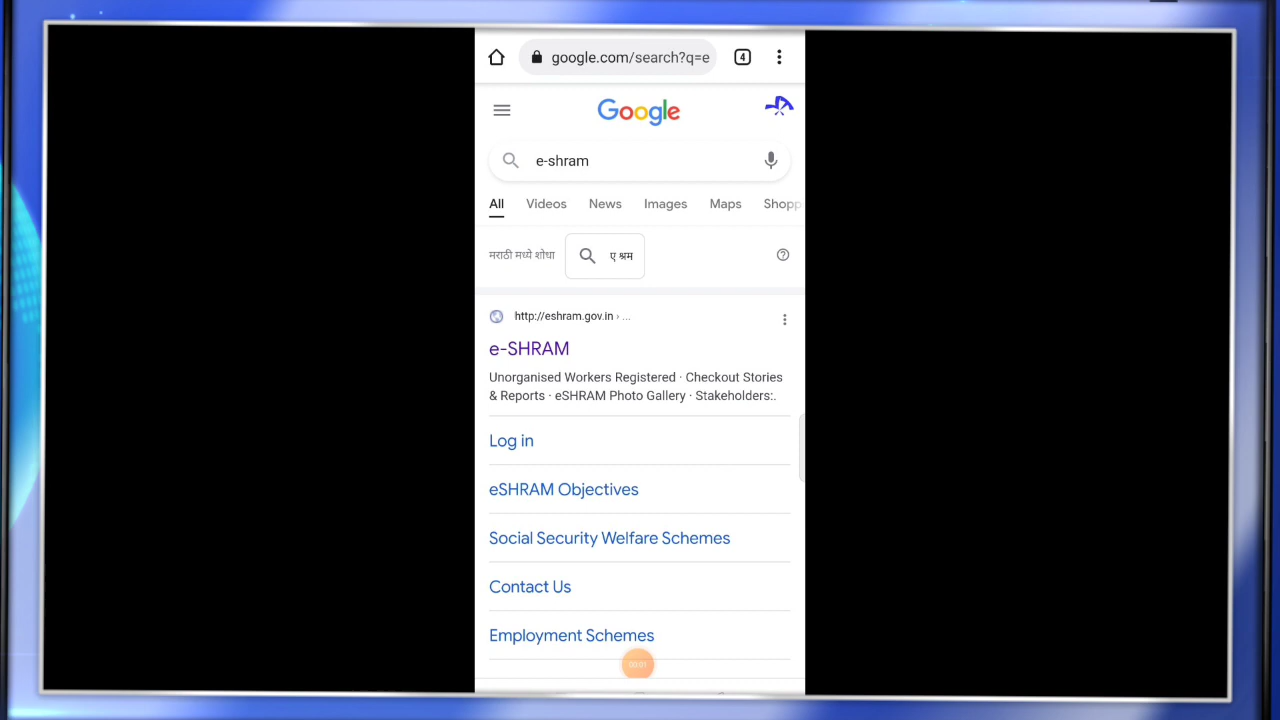 google.com/search?q=e
4
Google
e-shram
All Videos News Images Maps Shopp
मराठी मध्ये शोधा ए श्रम
http://eshram.gov.in › ...
e-SHRAM
Unorganised Workers Registered · Checkout Stories
& Reports · eSHRAM Photo Gallery · Stakeholders:.
Log in
eSHRAM Objectives
Social Security Welfare Schemes
Contact Us
Employment Schemes
00:01